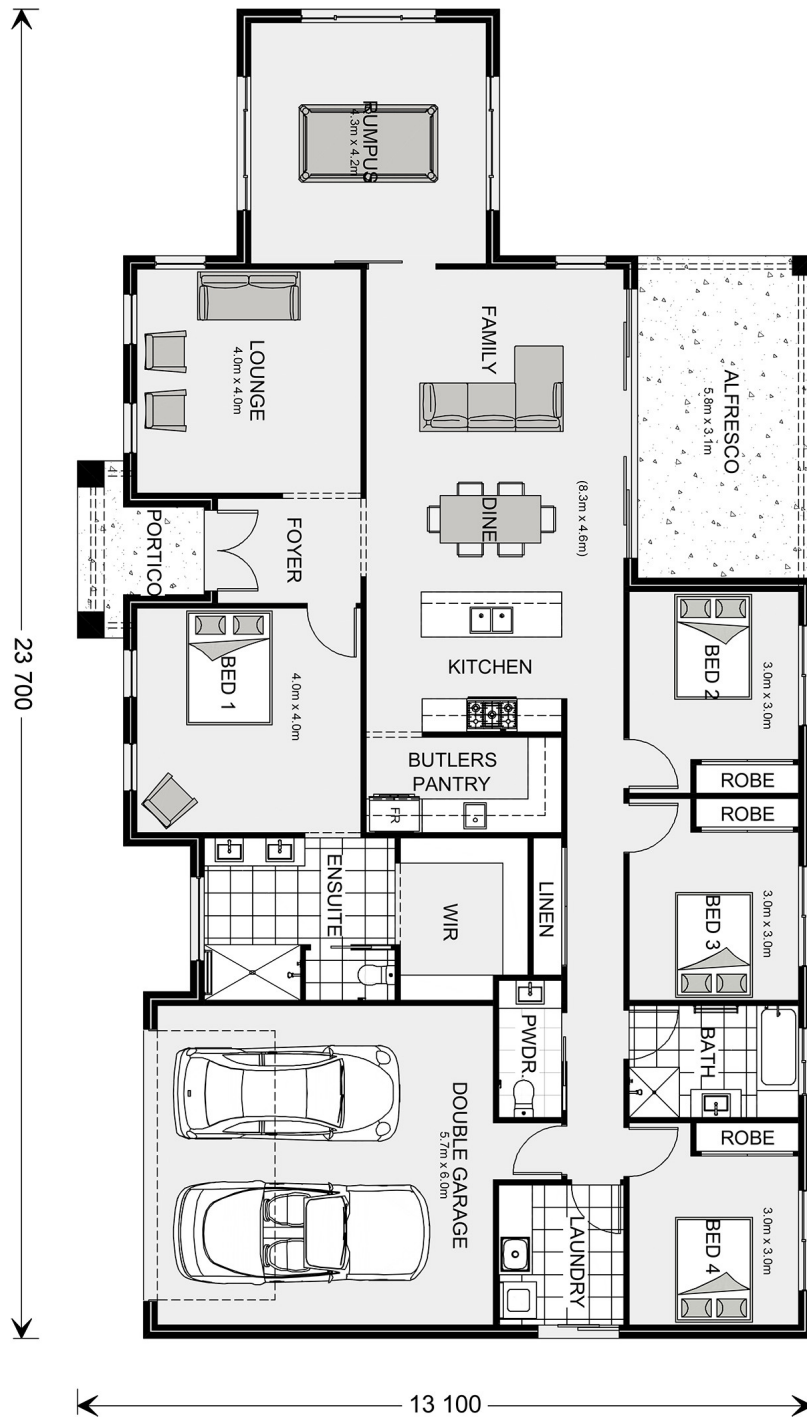 RUMPUS
4.3m x 4.2m
LOUNGE
4.0m x 4.0m
FAMILY
ALFRESCO
5.8m x 3.1m
PORTICO
FOYER
DINE
(8.3m x 4.6m)
KITCHEN
BED 1
4.0m x 4.0m
BED 2
3.0m x 3.0m
ROBE
BUTLERS
PANTRY
FR
ROBE
ENSUITE
WIR
LINEN
BED 3
3.0m x 3.0m
PWDR.
BATH
DOUBLE GARAGE
5.7m x 6.0m
ROBE
LAUNDRY
BED 4
3.0m x 3.0m
23 700
13 100